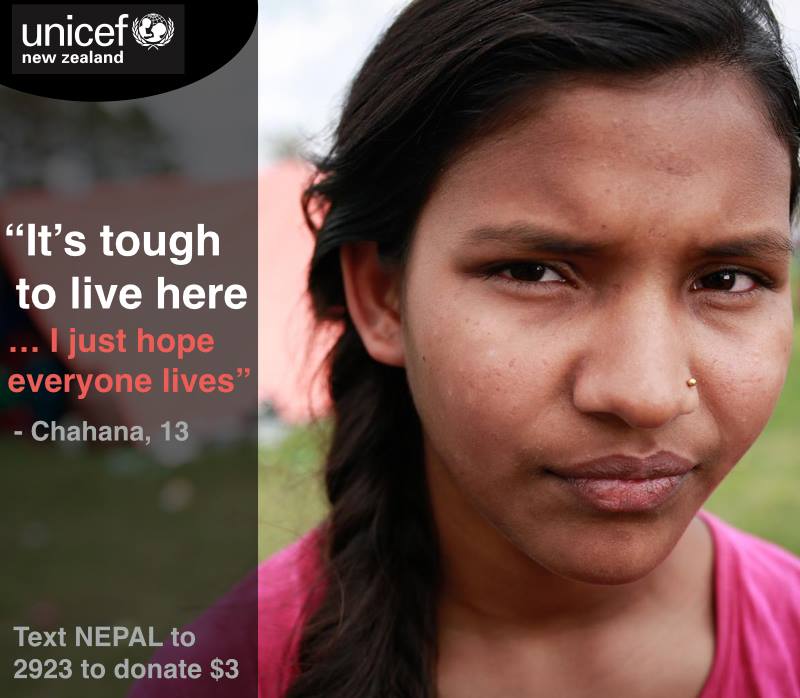 unicef
new zealand
“It’s tough
to live here
... I just hope
everyone lives”
- Chahana, 13
Text NEPAL to
2923 to donate $3